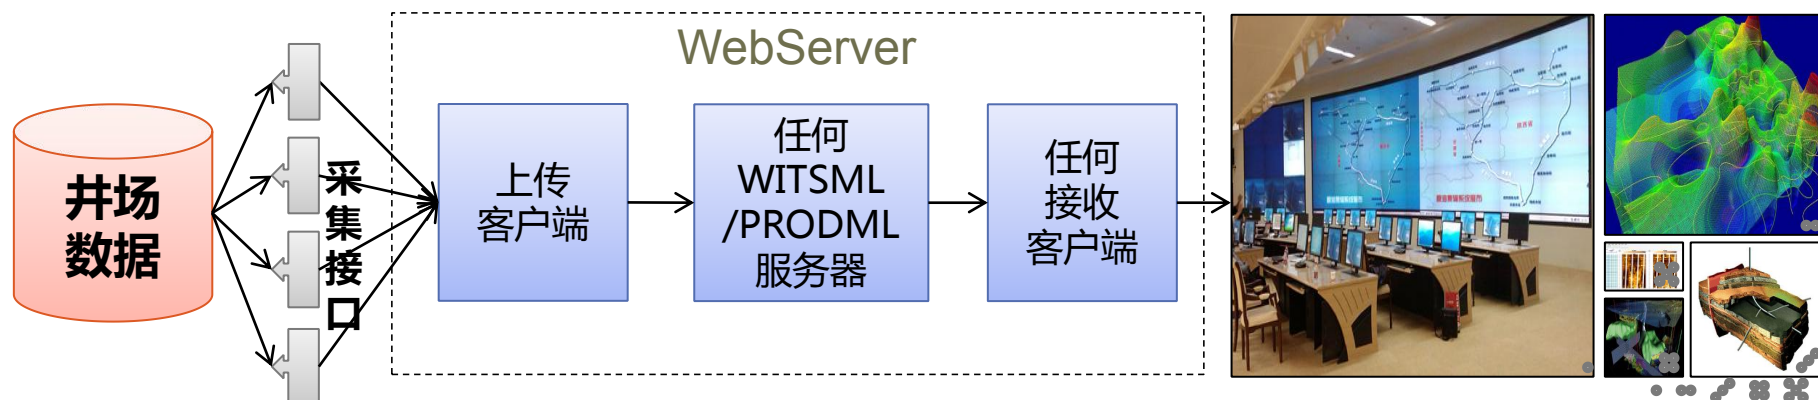 WebServer
井场
数据
采
集
接
口
上传
客户端
任何
WITSML
/PRODML
服务器
任何
接收
客户端